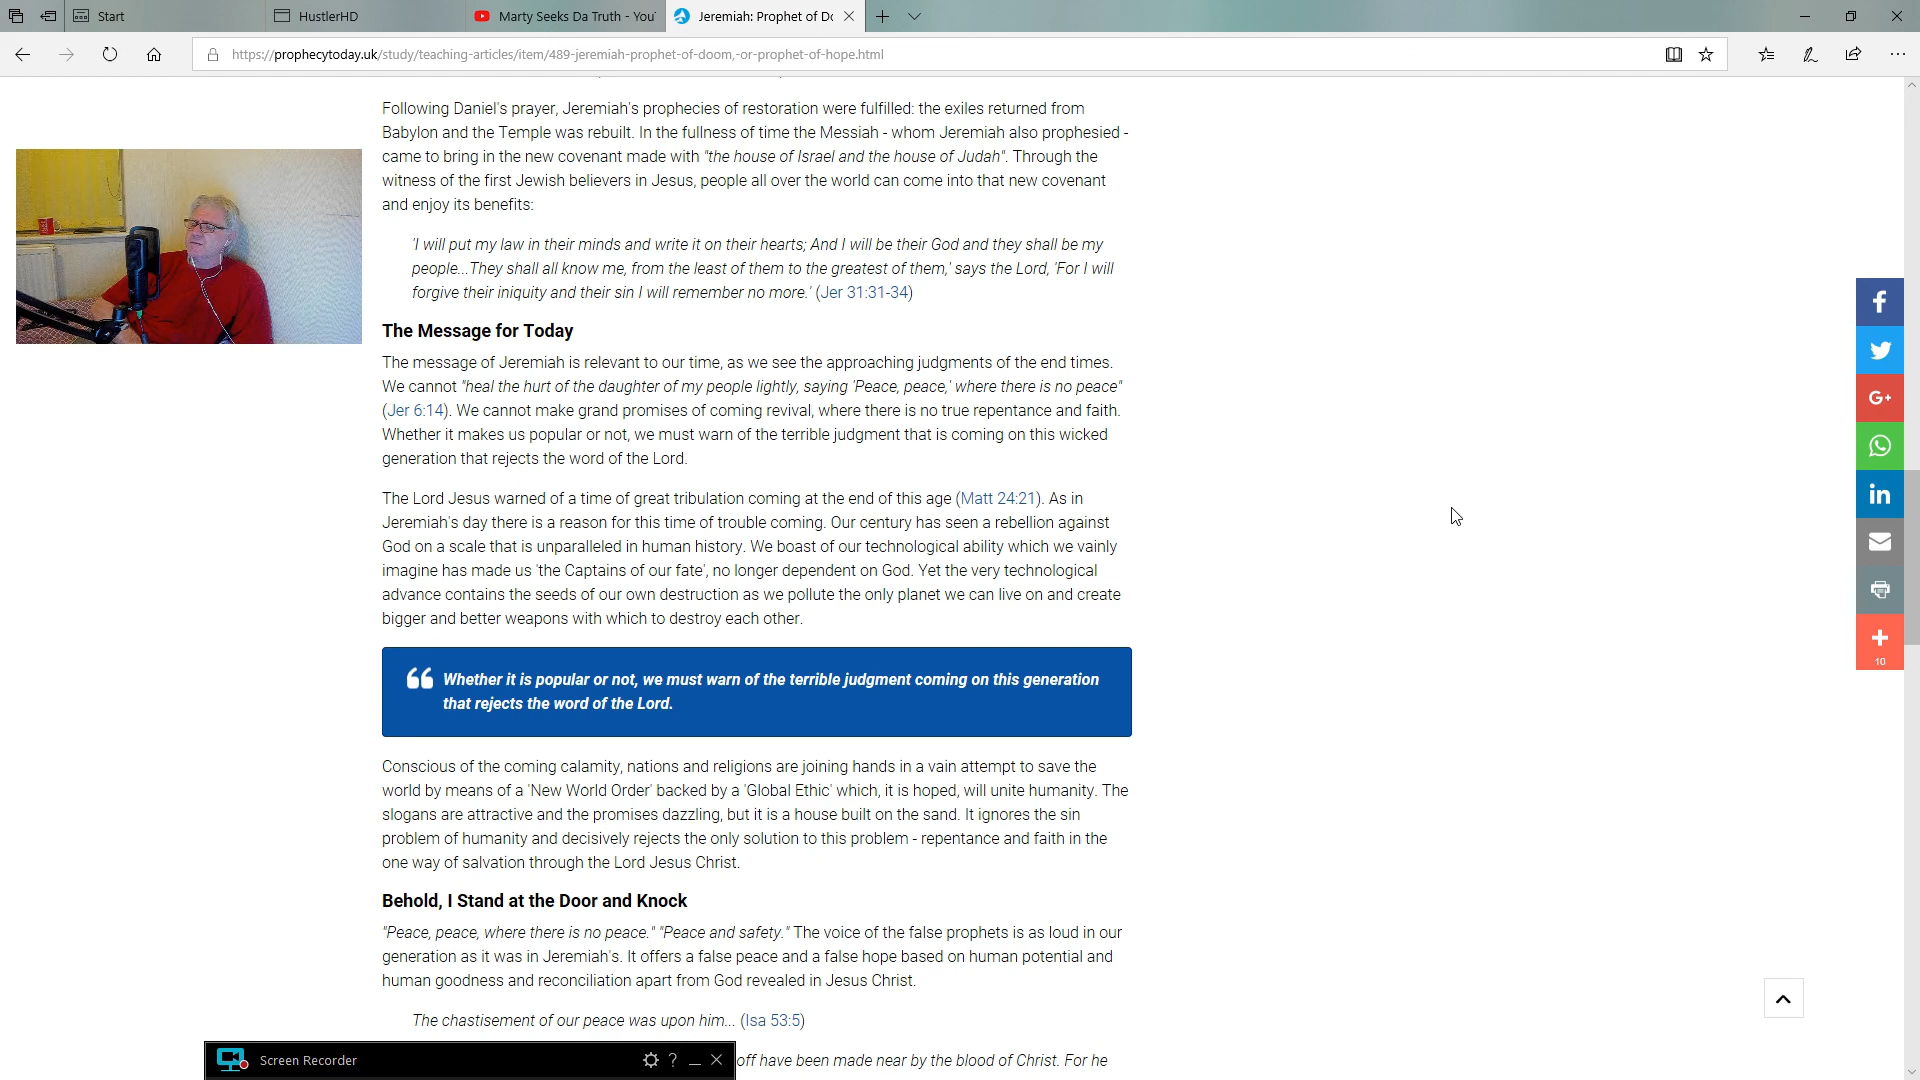 Start
HustlerHD
Marty Seeks Da Truth - You
Jeremiah: Prophet of Do
https://prophecytoday.uk/study/teaching-articles/item/489-jeremiah-prophet-of-doom,-or-prophet-of-hope.html
Following Daniel's prayer, Jeremiah's prophecies of restoration were fulfilled: the exiles returned from
Babylon and the Temple was rebuilt. In the fullness of time the Messiah - whom Jeremiah also prophesied -
came to bring in the new covenant made with "the house of Israel and the house of Judah". Through the
witness of the first Jewish believers in Jesus, people all over the world can come into that new covenant
and enjoy its benefits:
'I will put my law in their minds and write it on their hearts; And I will be their God and they shall be my
people...They shall all know me, from the least of them to the greatest of them,' says the Lord, 'For I will
forgive their iniquity and their sin I will remember no more.' (Jer 31:31-34)
The Message for Today
The message of Jeremiah is relevant to our time, as we see the approaching judgments of the end times.
We cannot "heal the hurt of the daughter of my people lightly, saying 'Peace, peace,' where there is no peace"
(Jer 6:14). We cannot make grand promises of coming revival, where there is no true repentance and faith.
Whether it makes us popular or not, we must warn of the terrible judgment that is coming on this wicked
generation that rejects the word of the Lord.
The Lord Jesus warned of a time of great tribulation coming at the end of this age (Matt 24:21). As in
Jeremiah's day there is a reason for this time of trouble coming. Our century has seen a rebellion against
God on a scale that is unparalleled in human history. We boast of our technological ability which we vainly
imagine has made us 'the Captains of our fate', no longer dependent on God. Yet the very technological
advance contains the seeds of our own destruction as we pollute the only planet we can live on and create
bigger and better weapons with which to destroy each other.
Whether it is popular or not, we must warn of the terrible judgment coming on this generation
that rejects the word of the Lord.
Conscious of the coming calamity, nations and religions are joining hands in a vain attempt to save the
world by means of a 'New World Order' backed by a 'Global Ethic' which, it is hoped, will unite humanity. The
slogans are attractive and the promises dazzling, but it is a house built on the sand. It ignores the sin
problem of humanity and decisively rejects the only solution to this problem - repentance and faith in the
one way of salvation through the Lord Jesus Christ.
Behold, I Stand at the Door and Knock
"Peace, peace, where there is no peace." "Peace and safety." The voice of the false prophets is as loud in our
generation as it was in Jeremiah's. It offers a false peace and a false hope based on human potential and
human goodness and reconciliation apart from God revealed in Jesus Christ.
The chastisement of our peace was upon him... (Isa 53:5)
off have been made near by the blood of Christ. For he
Screen Recorder
?
f
G+
in
10